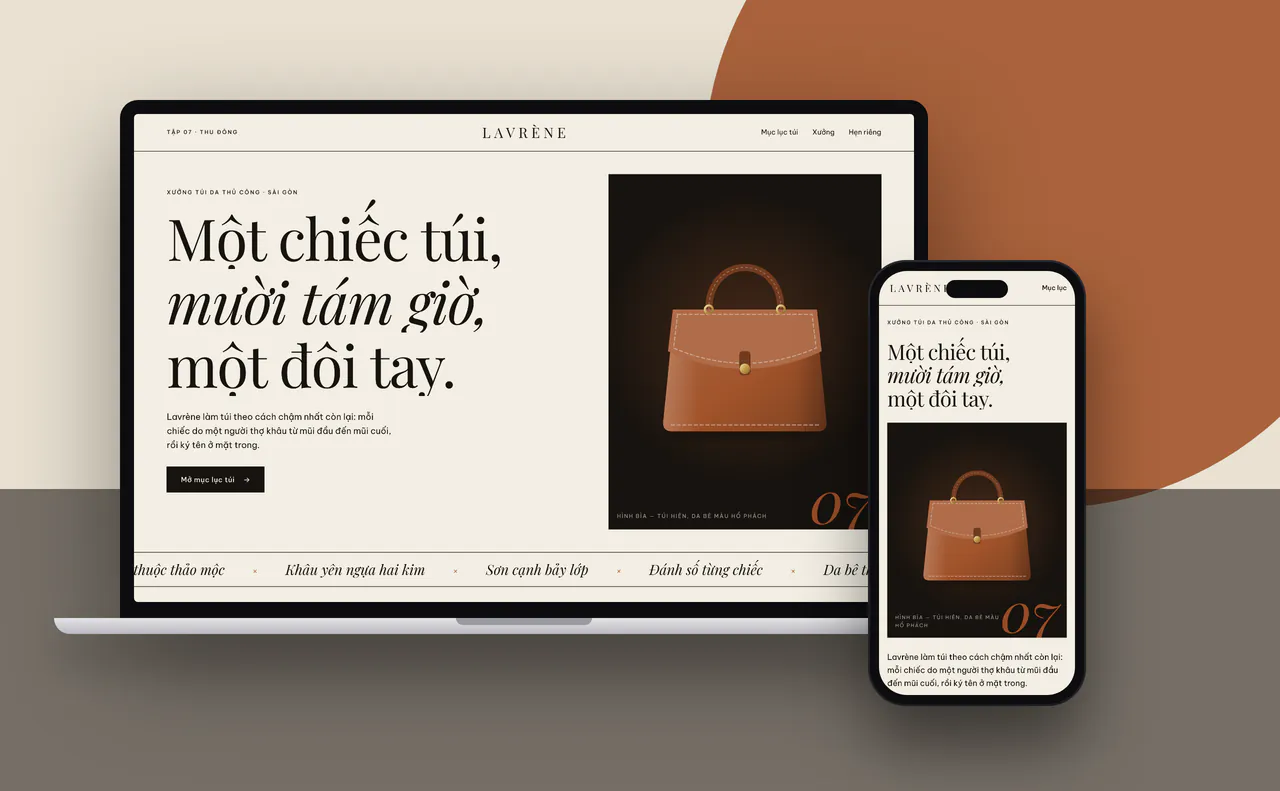 TẬP 07 · THU ĐÔNG
LAVRÈNE
Mục lục túi Xưởng Hẹn riêng
XƯỞNG TÚI DA THỦ CÔNG · SÀI GÒN
Một chiếc túi,
mười tám giờ,
một đôi tay.
Lavrène làm túi theo cách chậm nhất còn lại: mỗi
chiếc do một người thợ khâu từ mũi đầu đến mũi cuối,
rồi ký tên ở mặt trong.
Mở mục lục túi →
HÌNH BÌA — TÚI HIÊN, DA BÊ MÀU HỔ PHÁCH
07
thuộc thảo mộc × Khâu yên ngựa hai kim × Sơn cạnh bảy lớp × Đánh số từng chiếc × Da bê
LAVRÈNE
Mục lục
XƯỞNG TÚI DA THỦ CÔNG · SÀI GÒN
Một chiếc túi,
mười tám giờ,
một đôi tay.
HÌNH BÌA — TÚI HIÊN, DA BÊ MÀU
HỔ PHÁCH
07
Lavrène làm túi theo cách chậm nhất còn lại:
mỗi chiếc do một người thợ khâu từ mũi đầu
đến mũi cuối, rồi ký tên ở mặt trong.